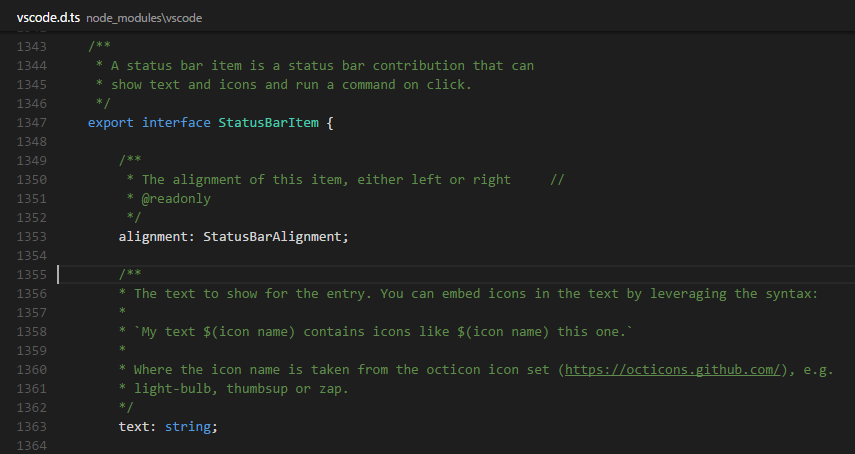 vscode.d.ts node_modules\vscode
1343 /**
1344 * A status bar item is a status bar contribution that can
1345 * show text and icons and run a command on click.
1346 */
1347 export interface StatusBarItem {
1348
1349 /**
1350 * The alignment of this item, either left or right //
1351 * @readonly
1352 */
1353 alignment: StatusBarAlignment;
1354
1355 /**
1356 * The text to show for the entry. You can embed icons in the text by leveraging the syntax:
1357 *
1358 * `My text $(icon name) contains icons like $(icon name) this one.`
1359 *
1360 * Where the icon name is taken from the octicon icon set (https://octicons.github.com/), e.g.
1361 * light-bulb, thumbsup or zap.
1362 */
1363 text: string;
1364